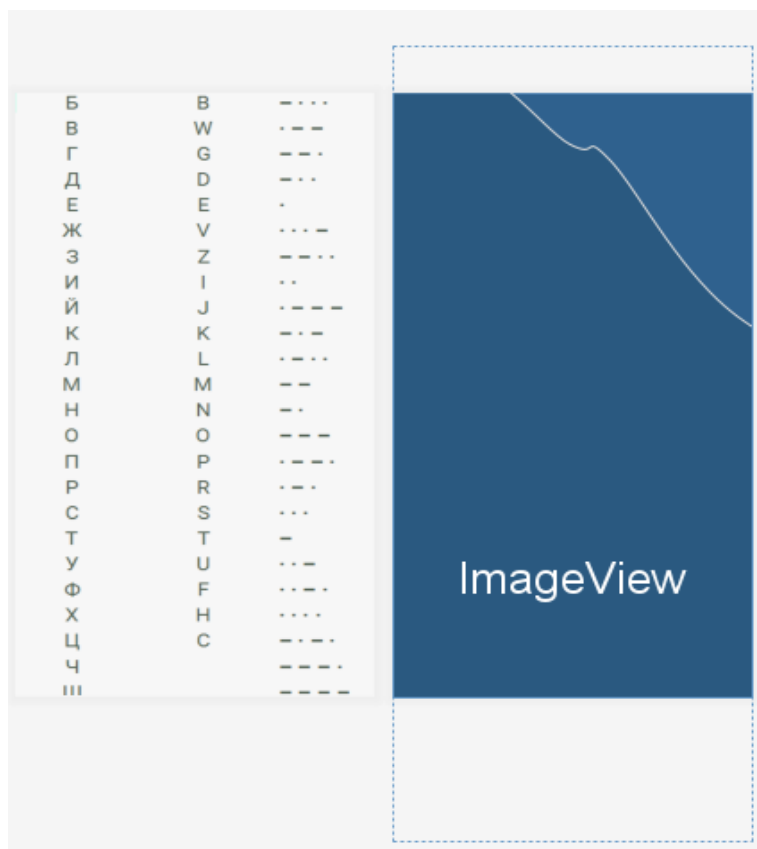 Б B – · · ·
В W · – –
Г G – – ·
Д D – · ·
Е E ·
Ж V · · · –
З Z – – · ·
И I · ·
Й J · – – –
К K – · –
Л L · – · ·
М M – –
Н N – ·
О O – – –
П P · – – ·
Р R · – ·
С S · · ·
Т T –
У U · · –
Ф F · · – ·
Х H · · · ·
Ц C – · – ·
Ч – – – ·
Ш – – – –
ImageView